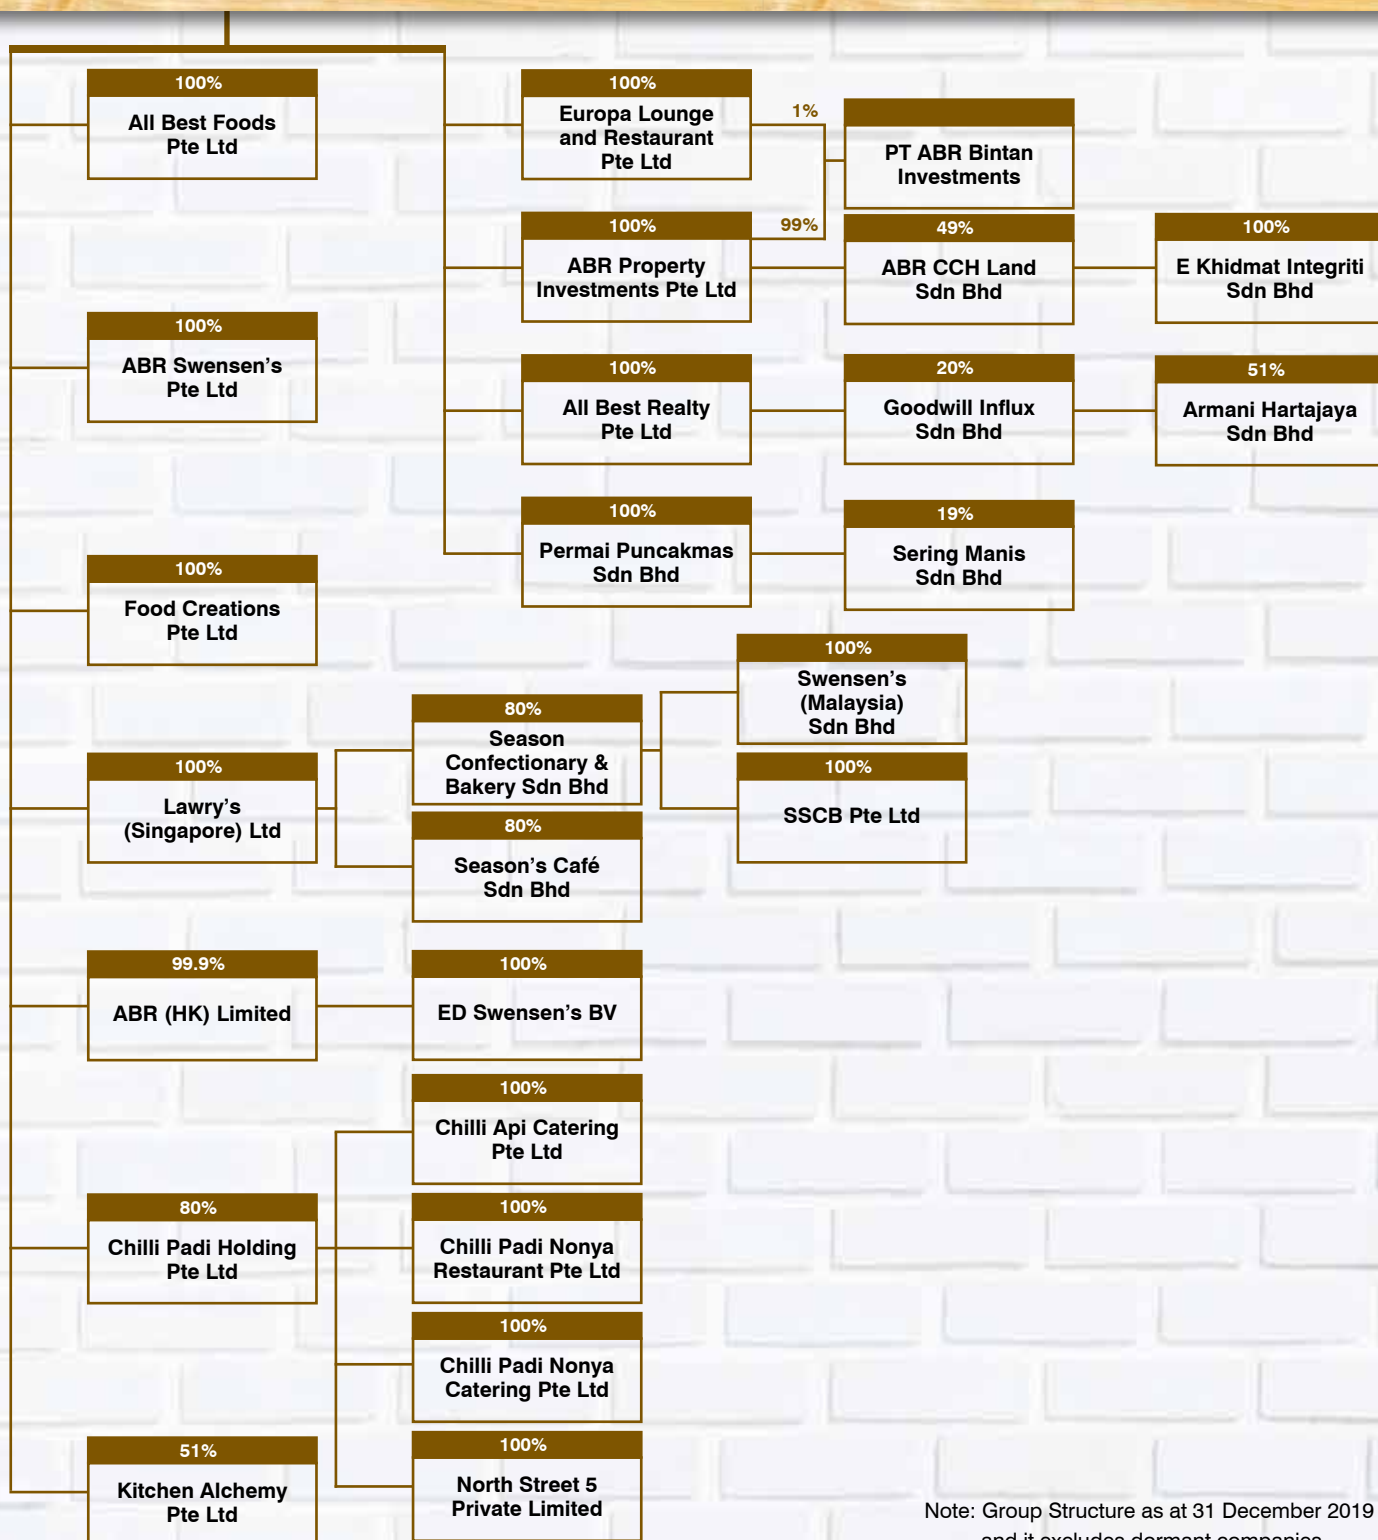 100%
All Best Foods
Pte Ltd
100%
ABR Swensen's
Pte Ltd
100%
Food Creations
Pte Ltd
100%
Lawry's
(Singapore) Ltd
99.9%
ABR (HK) Limited
80%
Chilli Padi Holding
Pte Ltd
51%
Kitchen Alchemy
Pte Ltd
100%
Europa Lounge
and Restaurant
Pte Ltd
1%
PT ABR Bintan
Investments
100%
ABR Property
Investments Pte Ltd
99%
49%
ABR CCH Land
Sdn Bhd
100%
E Khidmat Integriti
Sdn Bhd
100%
All Best Realty
Pte Ltd
20%
Goodwill Influx
Sdn Bhd
51%
Armani Hartajaya
Sdn Bhd
100%
Permai Puncakmas
Sdn Bhd
19%
Sering Manis
Sdn Bhd
80%
Season
Confectionary &
Bakery Sdn Bhd
80%
Season's Café
Sdn Bhd
100%
Swensen's
(Malaysia)
Sdn Bhd
100%
SSCB Pte Ltd
100%
ED Swensen's BV
100%
Chilli Api Catering
Pte Ltd
100%
Chilli Padi Nonya
Restaurant Pte Ltd
100%
Chilli Padi Nonya
Catering Pte Ltd
100%
North Street 5
Private Limited
Note: Group Structure as at 31 December 2019
and it excludes dormant companies